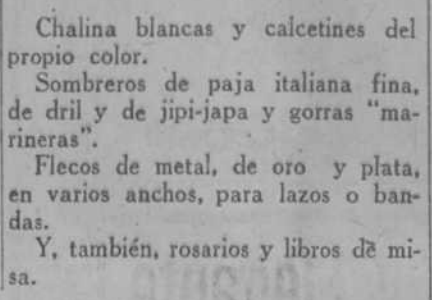 Chalina blancas y calcetines del
propio color.
Sombreros de paja italiana fina,
de dril y de jipi-japa y gorras "ma-
rineras".
Flecos de metal, de oro y plata,
en varios anchos, para lazos o ban-
das.
Y, también, rosarios y libros de mi-
sa.